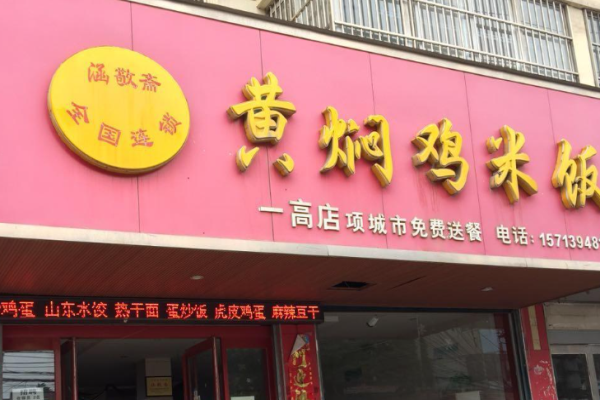 涵敬斋
全国连锁
黄焖鸡米饭
一高店 项城市免费送餐 电话: 15713948
鸡蛋 山东水饺 热干面 蛋炒饭 虎皮鸡蛋 麻辣豆干